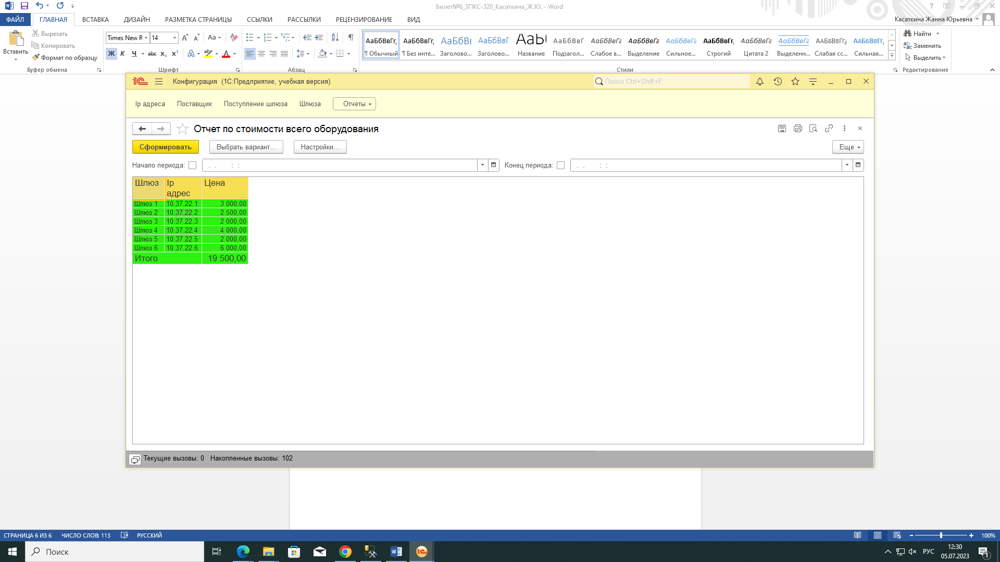 Билет№6_3ПКС-320_Касаткина_Ж.Ю. - Word
ФАЙЛ ГЛАВНАЯ ВСТАВКА ДИЗАЙН РАЗМЕТКА СТРАНИЦЫ ССЫЛКИ РАССЫЛКИ РЕЦЕНЗИРОВАНИЕ ВИД Касаткина Жанна Юрьевна
Вставить
Вырезать
Копировать
Формат по образцу
Буфер обмена
Times New R 14
Шрифт
Абзац
АаБбВвГг, АаБбВвГг, АаБбВв АаБбВвГ АаЬ АаБбВвГ АаБбВвГг АаБбВвГг АаБбВвГг АаБбВвГг, АаБбВвГг АаБбВвГг ААББВВГГ, ААББВВГГ,
¶ Обычный ¶ Без инте... Заголово... Заголово... Название Подзагол... Слабое в... Выделение Сильное... Строгий Цитата 2 Выделенн... Слабая сс... Сильная...
Стили
Найти
Заменить
Выделить
Редактирование
1С Конфигурация (1С:Предприятие, учебная версия) Поиск Ctrl+Shift+F
Ip адреса Поставщик Поступление шлюза Шлюза Отчеты
Отчет по стоимости всего оборудования
Сформировать Выбрать вариант... Настройки... Еще
Начало периода: . . : : Конец периода: . . : :
Шлюз Ip адрес Цена
Шлюз 1 10.37.22.1 3 000,00
Шлюз 2 10.37.22.2 2 500,00
Шлюз 3 10.37.22.3 2 000,00
Шлюз 4 10.37.22.4 4 000,00
Шлюз 5 10.37.22.5 2 000,00
Шлюз 6 10.37.22.6 6 000,00
Итого 19 500,00
Текущие вызовы: 0 Накопленные вызовы: 102
СТРАНИЦА 6 ИЗ 6 ЧИСЛО СЛОВ: 113 РУССКИЙ 100%
Поиск
РУС
12:30
05.07.2023
1